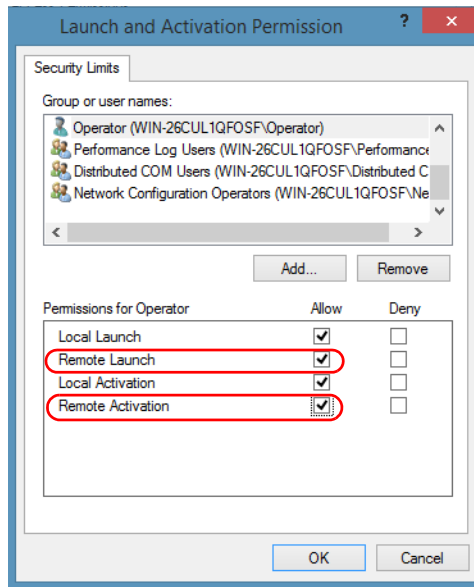 Launch and Activation Permission ? ×
Security Limits
Group or user names:
Operator (WIN-26CUL1QFOSF\Operator)
Performance Log Users (WIN-26CUL1QFOSF\Performance
Distributed COM Users (WIN-26CUL1QFOSF\Distributed C
Network Configuration Operators (WIN-26CUL1QFOSF\Ne
Add... Remove
Permissions for Operator Allow Deny
Local Launch
Remote Launch
Local Activation
Remote Activation
OK Cancel